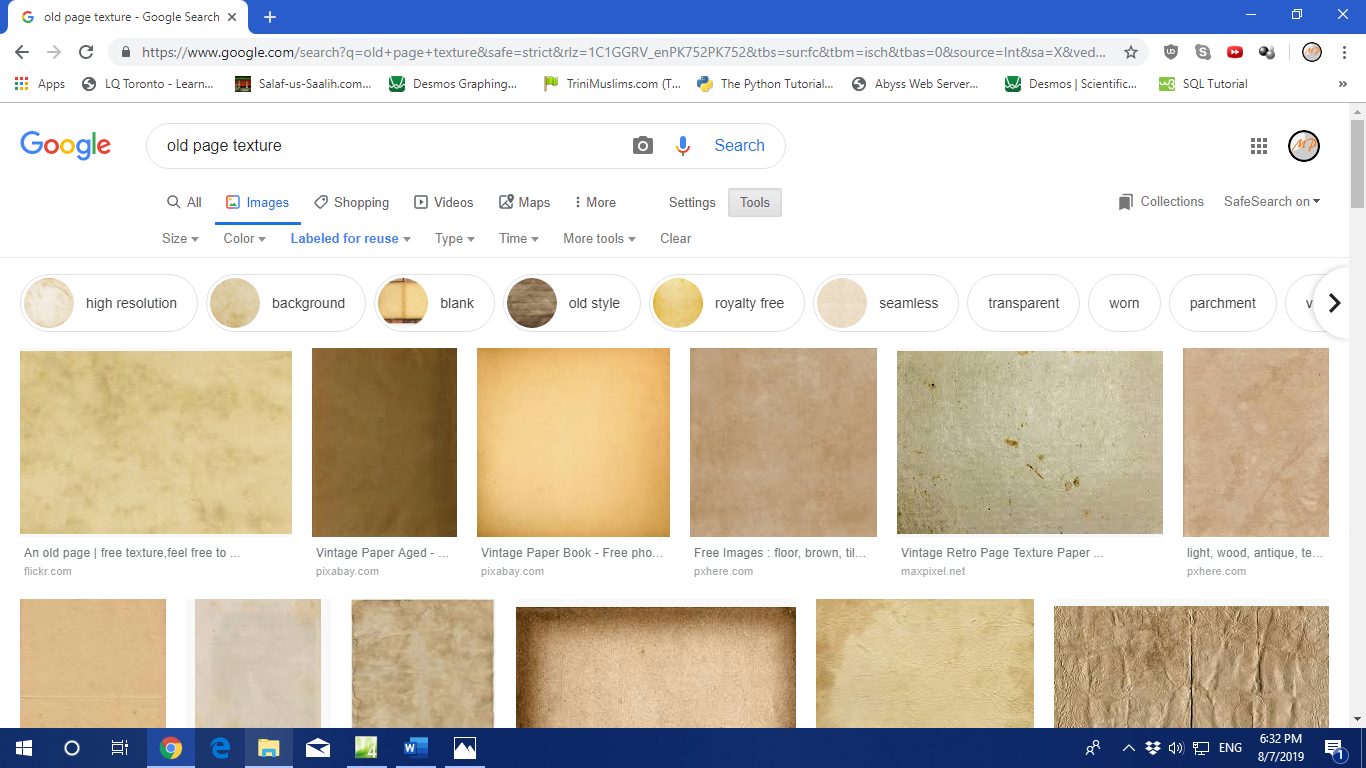 old page texture - Google Search
https://www.google.com/search?q=old+page+texture&safe=strict&rlz=1C1GGRV_enPK752PK752&tbs=sur:fc&tbm=isch&tbas=0&source=lnt&sa=X&ved...
Apps LQ Toronto - Learn... Salaf-us-Saalih.com... Desmos Graphing... TriniMuslims.com (T... The Python Tutorial... Abyss Web Server... Desmos | Scientific... SQL Tutorial »
Google old page texture Search MP
All Images Shopping Videos Maps More Settings Tools Collections SafeSearch on
Size Color Labeled for reuse Type Time More tools Clear
high resolution background blank old style royalty free seamless transparent worn parchment v
An old page | free texture,feel free to ... Vintage Paper Aged - ... Vintage Paper Book - Free pho... Free Images : floor, brown, til... Vintage Retro Page Texture Paper ... light, wood, antique, te...
flickr.com pixabay.com pixabay.com pxhere.com maxpixel.net pxhere.com
ENG 6:32 PM
8/7/2019 1